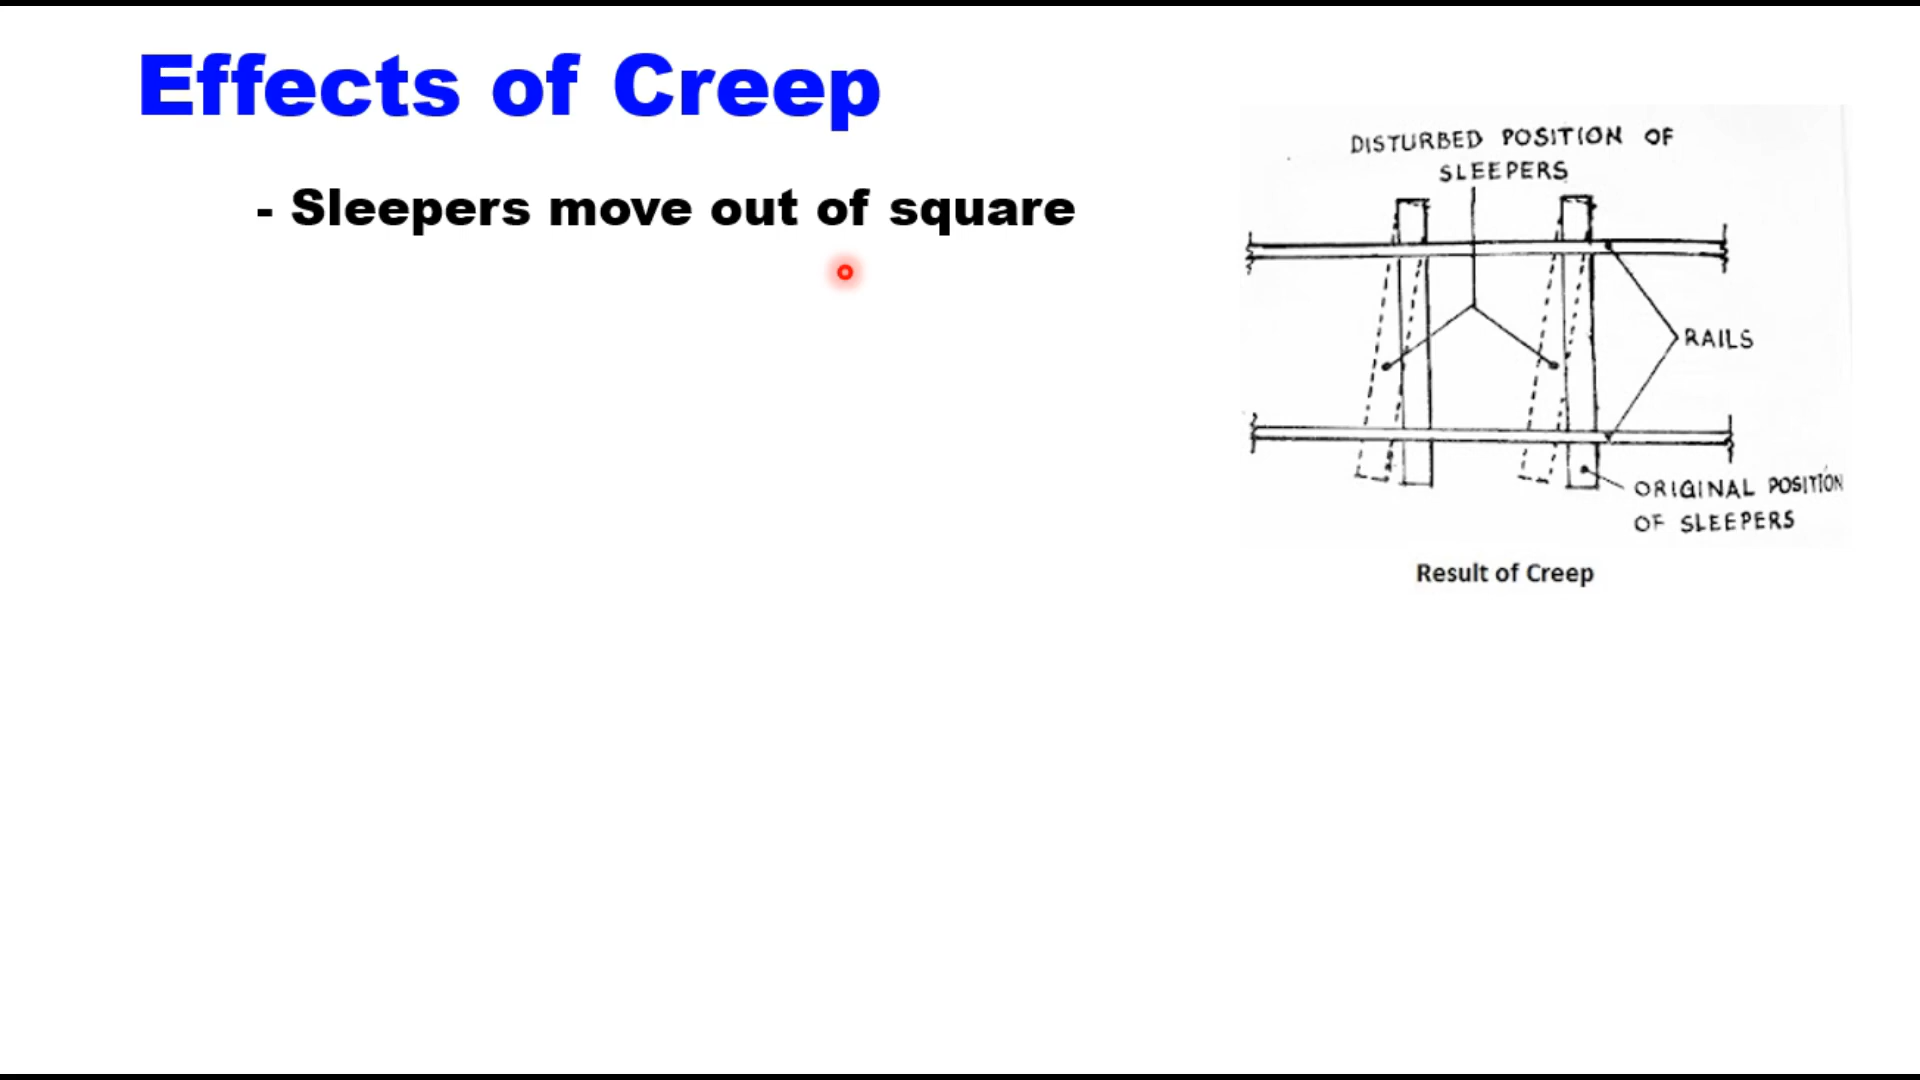 Effects of Creep
- Sleepers move out of square
DISTURBED POSITION OF
SLEEPERS
RAILS
ORIGINAL POSITION
OF SLEEPERS
Result of Creep